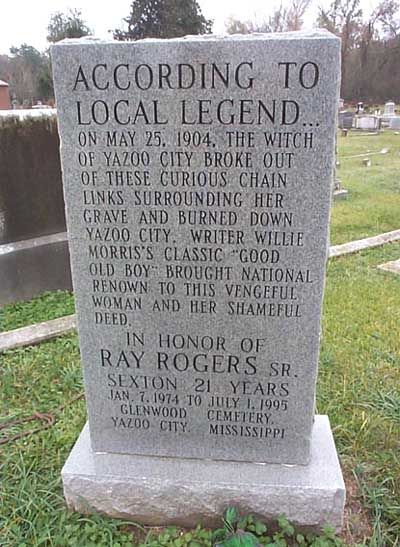 ACCORDING TO
LOCAL LEGEND...
ON MAY 25, 1904, THE WITCH
OF YAZOO CITY BROKE OUT
OF THESE CURIOUS CHAIN
LINKS SURROUNDING HER
GRAVE AND BURNED DOWN
YAZOO CITY. WRITER WILLIE
MORRIS'S CLASSIC "GOOD
OLD BOY" BROUGHT NATIONAL
RENOWN TO THIS VENGEFUL
WOMAN AND HER SHAMEFUL
DEED.
IN HONOR OF
RAY ROGERS SR.
SEXTON 21 YEARS
JAN. 7, 1974 TO JULY 1, 1995
GLENWOOD CEMETERY,
YAZOO CITY, MISSISSIPPI